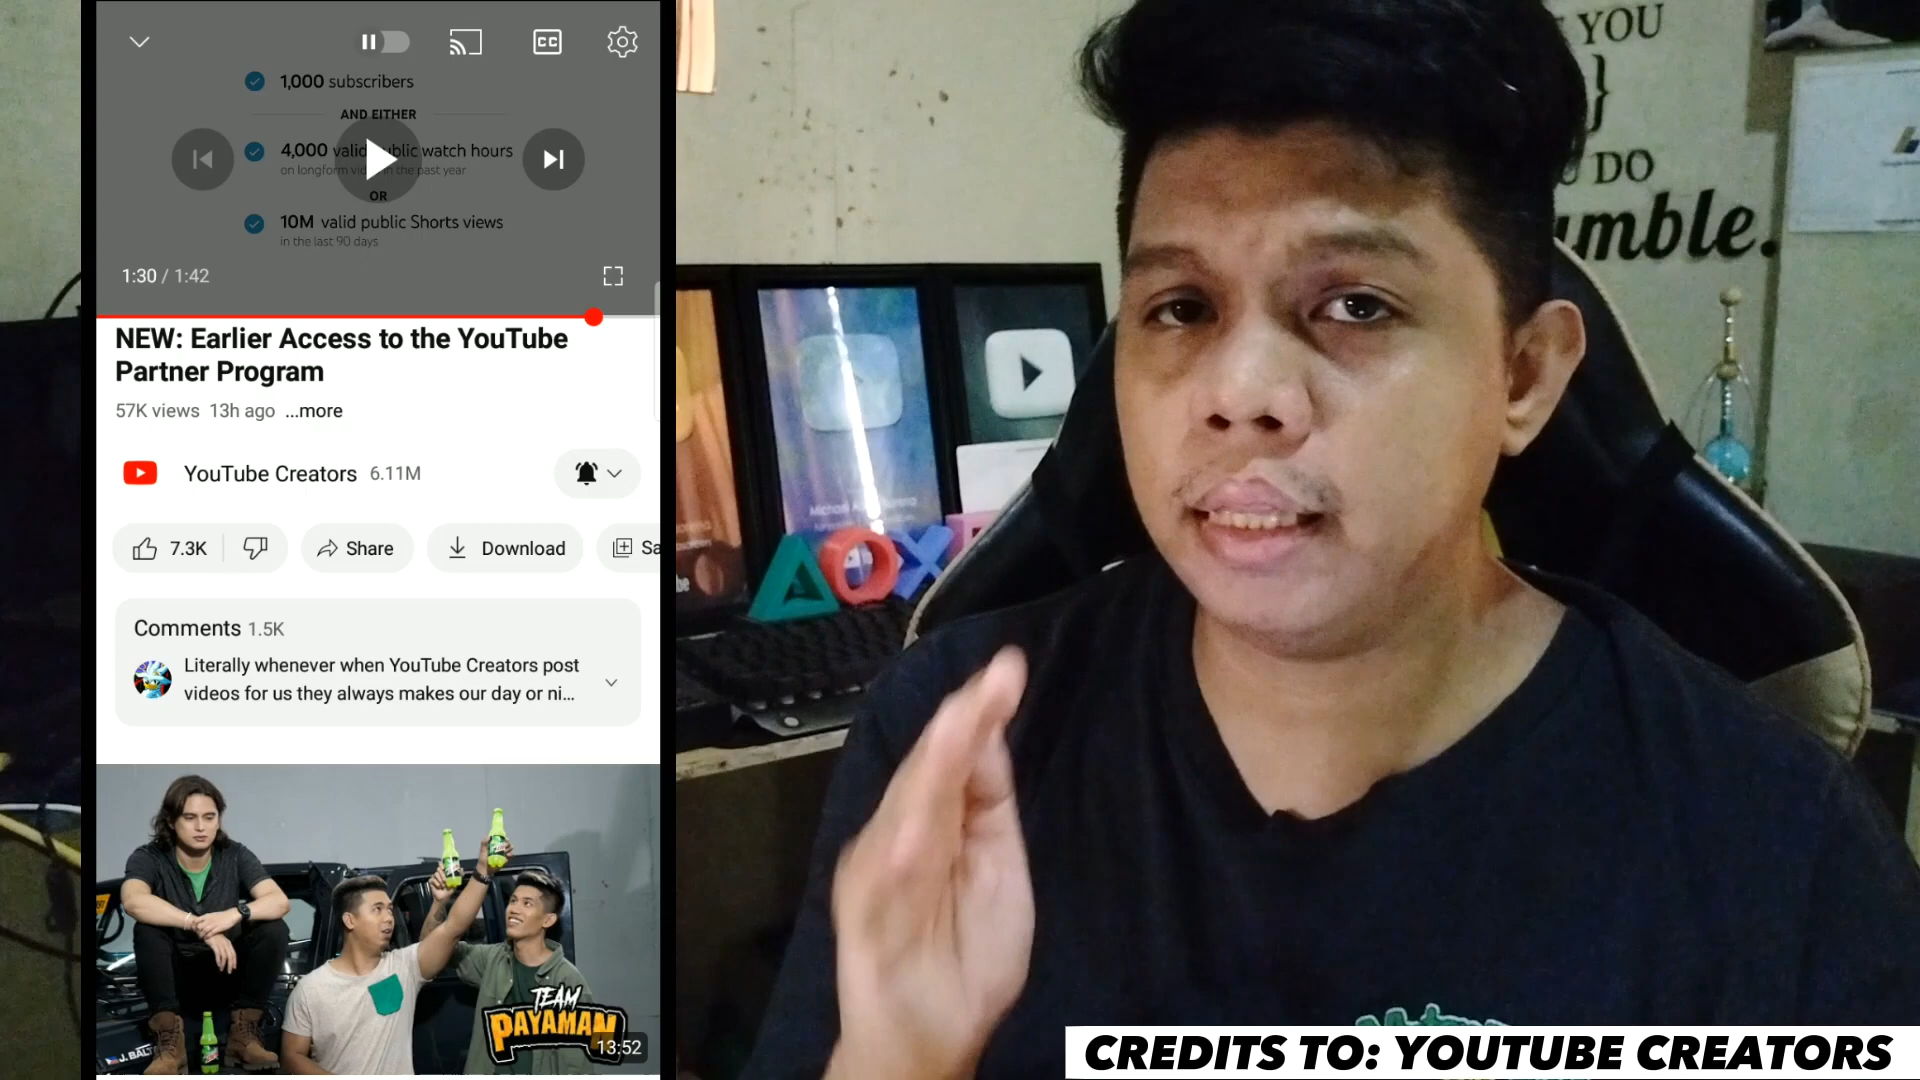 1,000 subscribers
AND EITHER
4,000 valid public watch hours
on longform videos in the past year
OR
10M valid public Shorts views
in the last 90 days
1:30 / 1:42
NEW: Earlier Access to the YouTube
Partner Program
57K views 13h ago ...more
YouTube Creators 6.11M
7.3K
Share
Download
Sa
Comments 1.5K
Literally whenever when YouTube Creators post
videos for us they always makes our day or ni...
TEAM
PAYAMAN
13:52
J. BALT
YOU
}
DO
umble.
CREDITS TO: YOUTUBE CREATORS